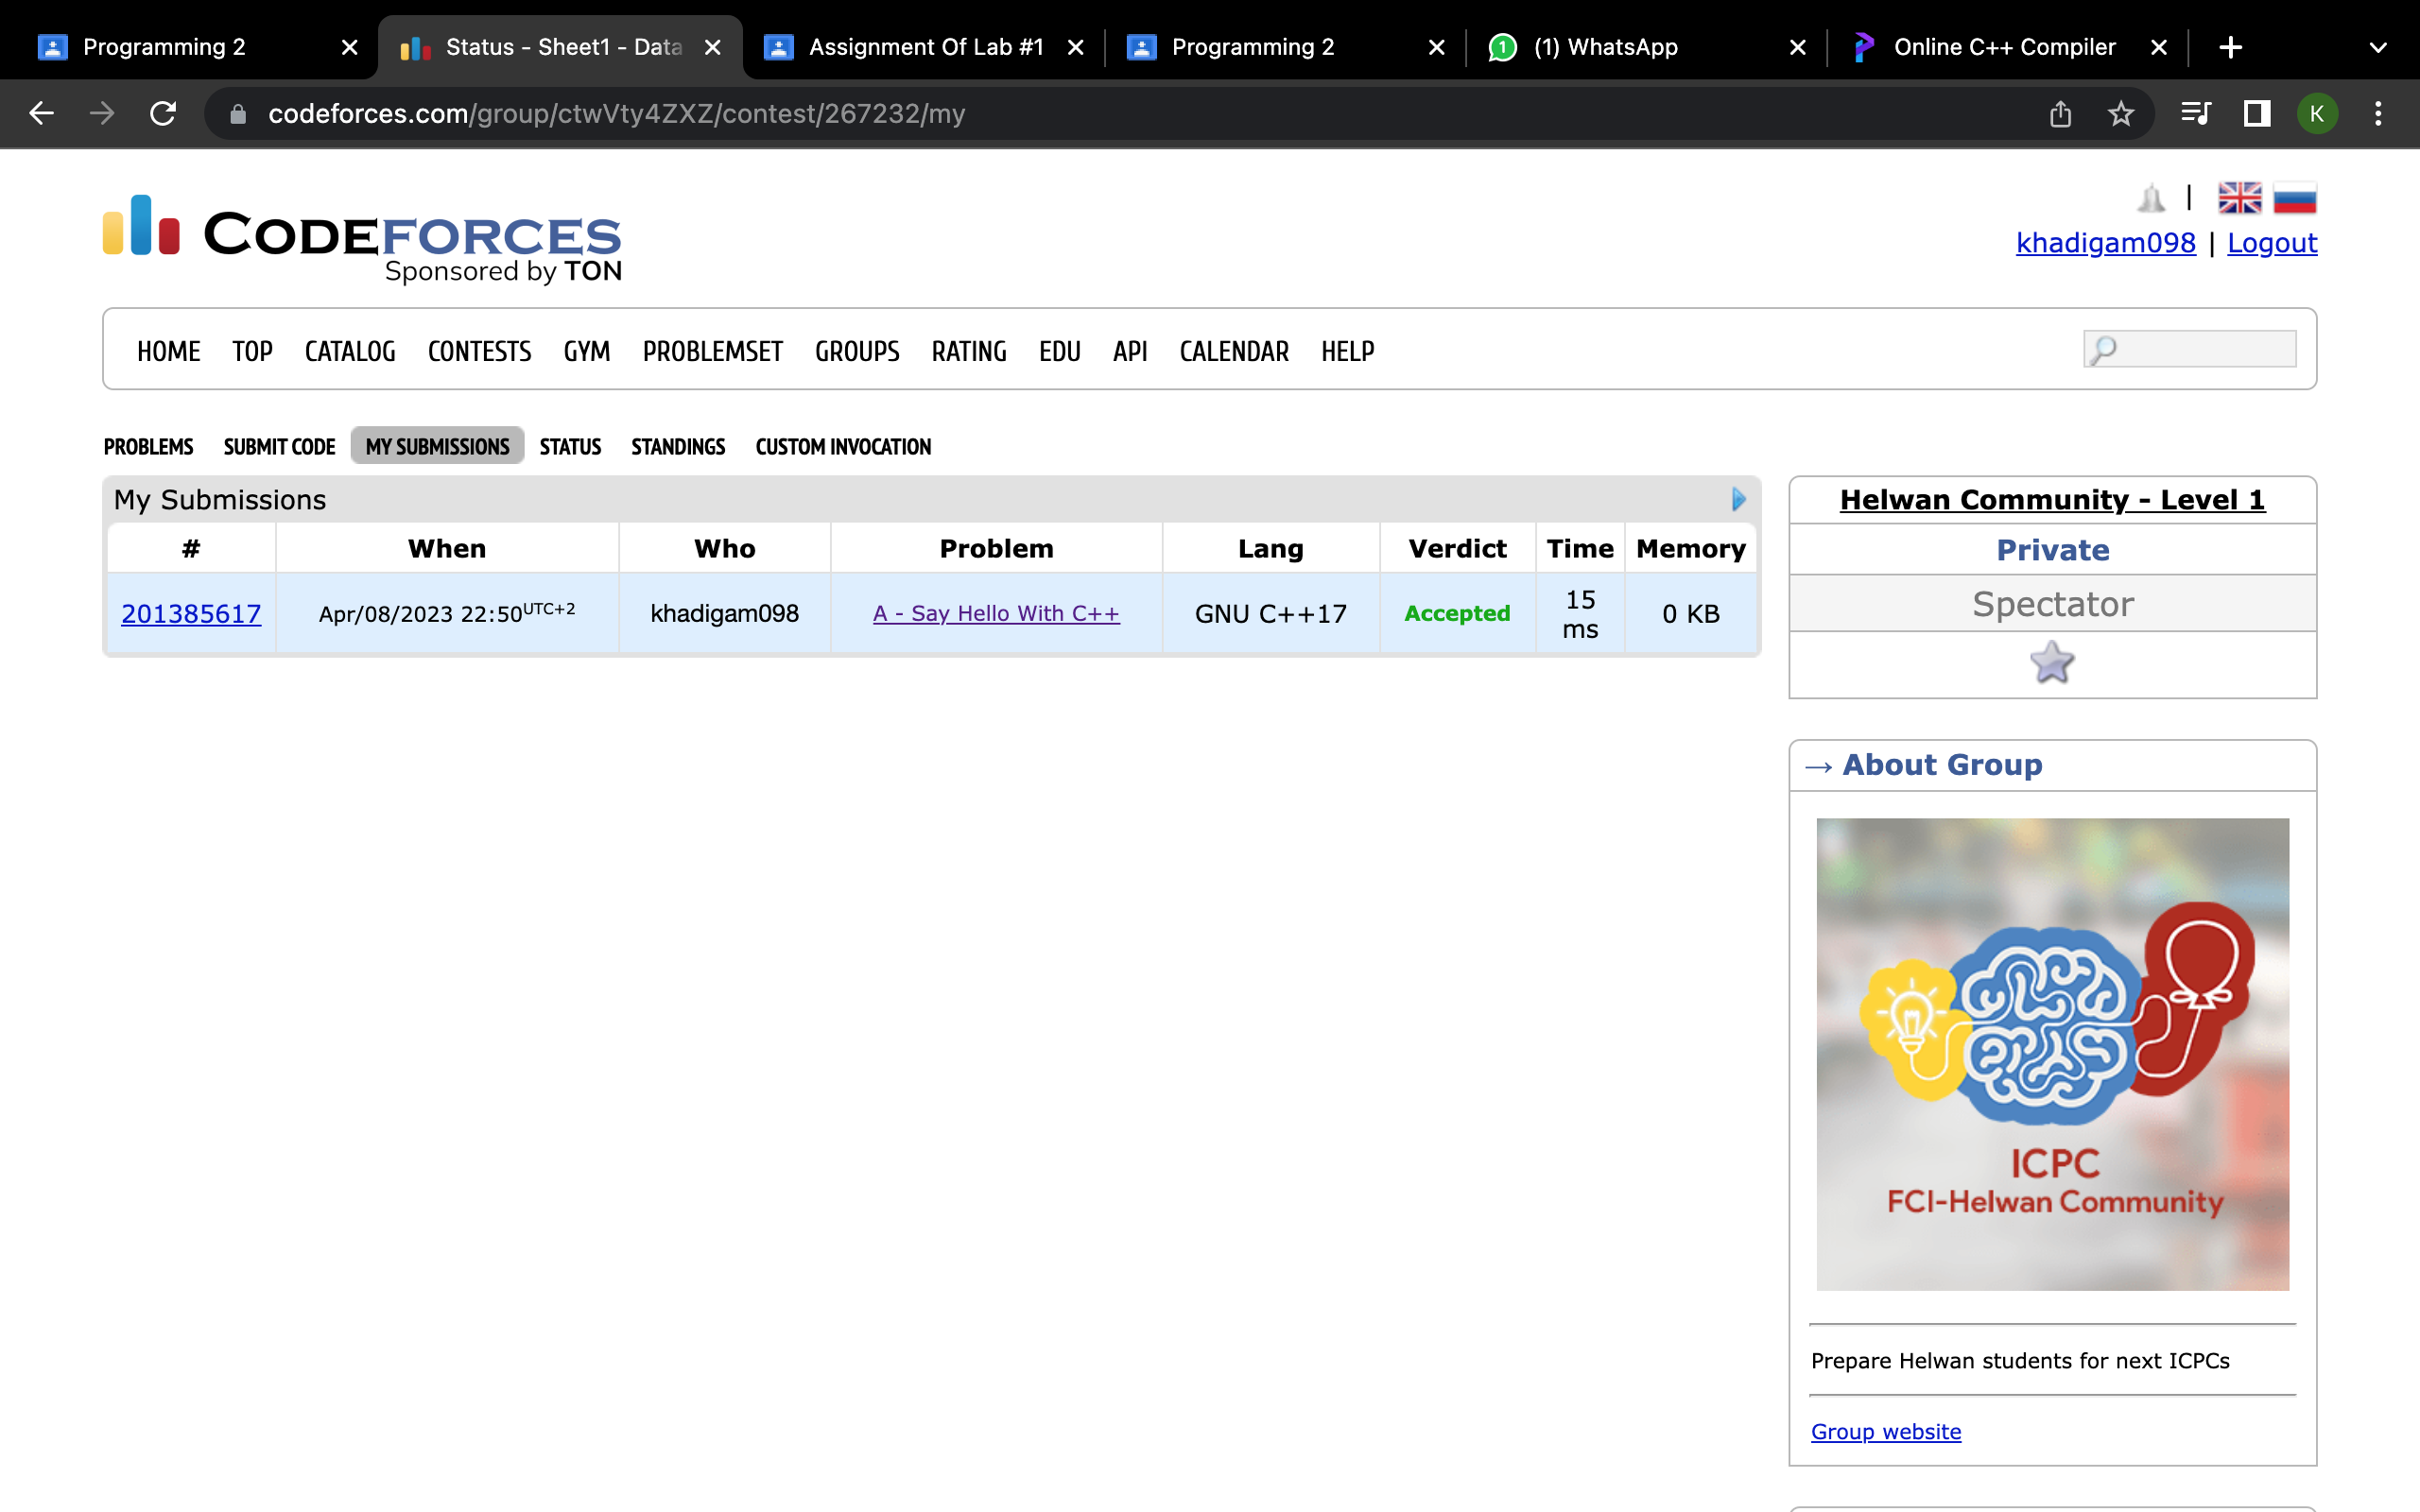 Programming 2
Status - Sheet1 - Data
Assignment Of Lab #1
Programming 2
1
(1) WhatsApp
Online C++ Compiler
codeforces.com/group/ctwVty4ZXZ/contest/267232/my
K
CODEFORCES
Sponsored by TON
|
khadigam098 | Logout
HOME TOP CATALOG CONTESTS GYM PROBLEMSET GROUPS RATING EDU API CALENDAR HELP
PROBLEMS SUBMIT CODE MY SUBMISSIONS STATUS STANDINGS CUSTOM INVOCATION
My Submissions
# When Who Problem Lang Verdict Time Memory
201385617 Apr/08/2023 22:50UTC+2 khadigam098 A - Say Hello With C++ GNU C++17 Accepted 15 ms 0 KB
Helwan Community - Level 1
Private
Spectator
→ About Group
ICPC
FCI-Helwan Community
Prepare Helwan students for next ICPCs
Group website